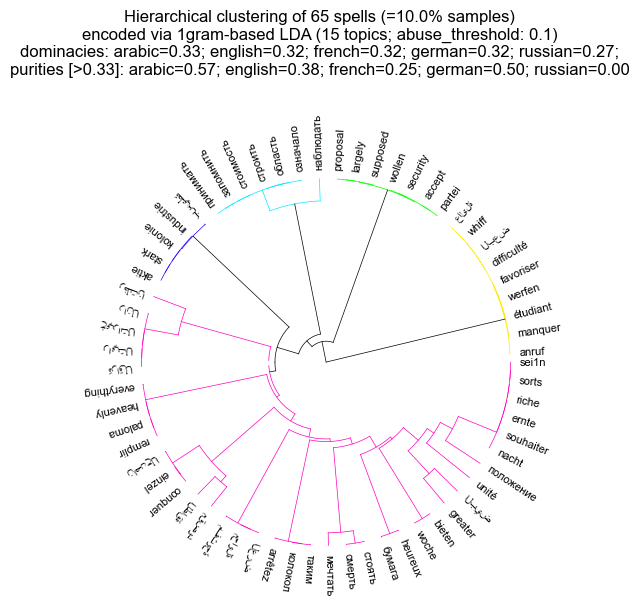 Hierarchical clustering of 65 spells (=10.0% samples)
encoded via 1gram-based LDA (15 topics; abuse_threshold: 0.1)
dominacies: arabic=0.33; english=0.32; french=0.32; german=0.32; russian=0.27;
purities [>0.33]: arabic=0.57; english=0.38; french=0.25; german=0.50; russian=0.00
наблюдать
означало
область
строить
стоимость
запомнить
принимать
industrie
kolonie
stark
aktie
everything
heavenly
paloma
remplir
einzel
conquer
arrêtez
колокол
таким
мечтать
смерть
стоять
бумага
heureux
woche
bieten
greater
unité
положение
nacht
souhaiter
ernte
riche
sorts
sei1n
anruf
manquer
étudiant
werfen
favoriser
difficulté
whiff
partei
accept
security
wollen
supposed
largely
proposal